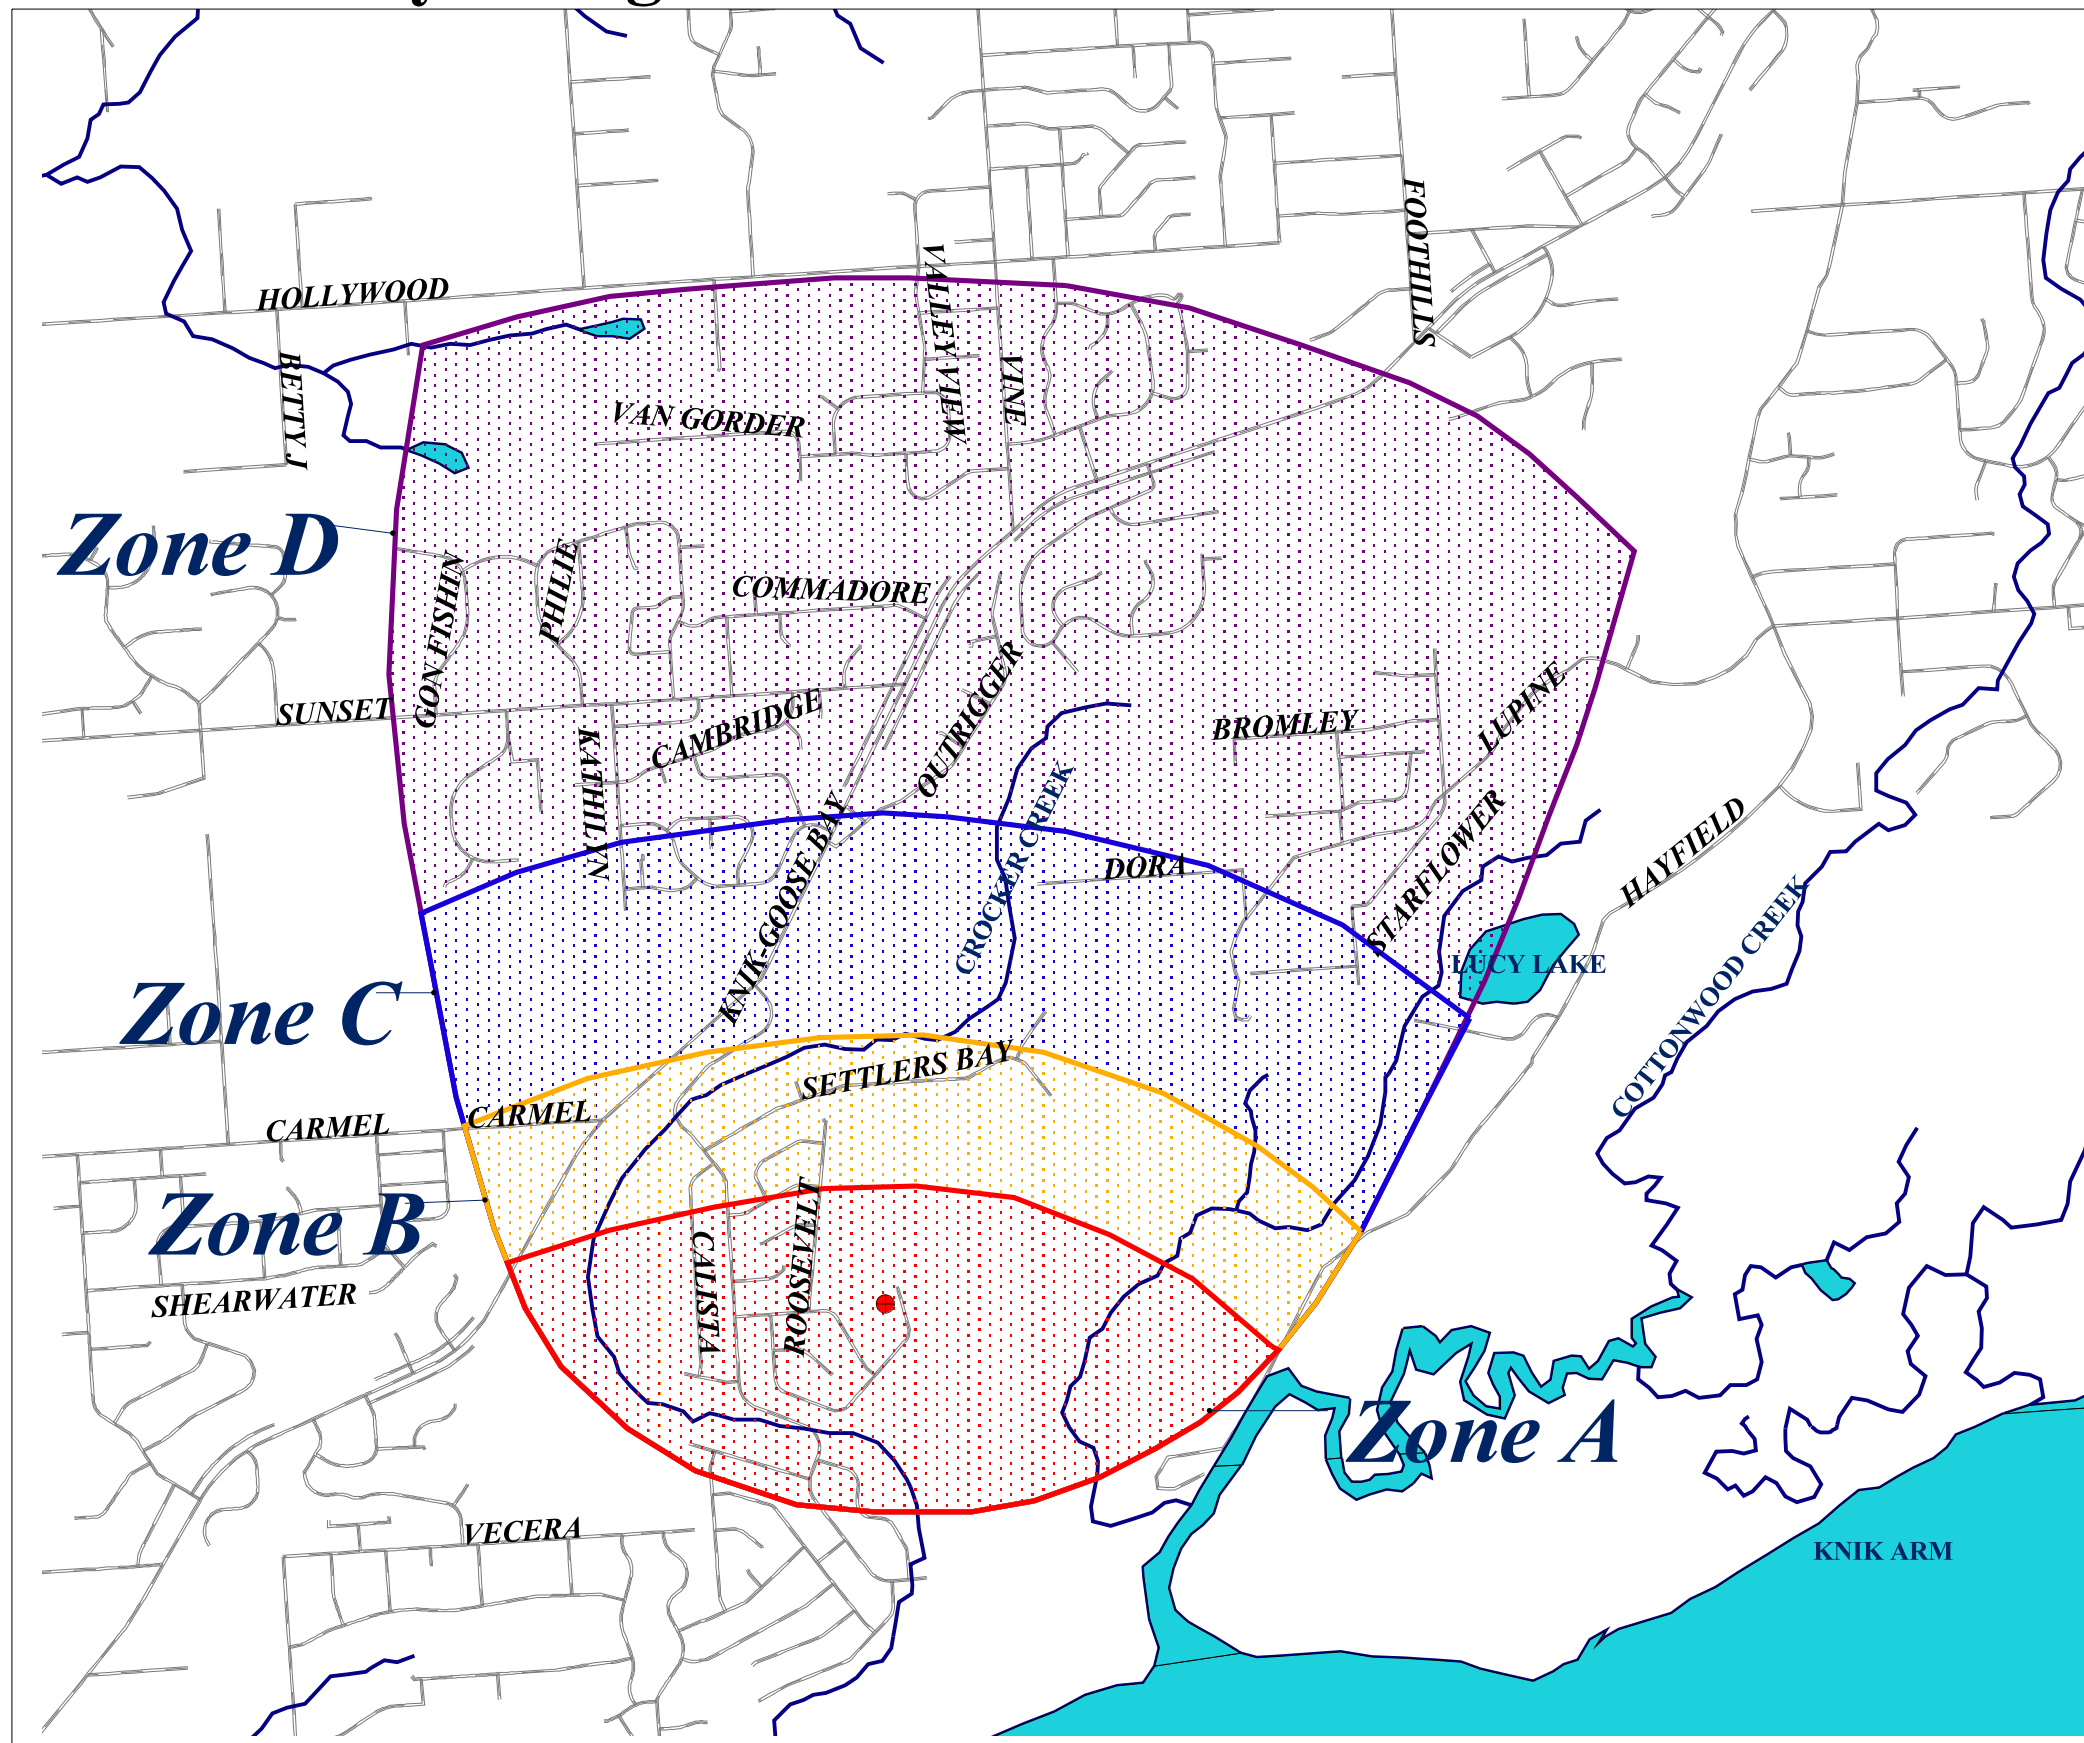 FOOTHILLS
HOLLYWOOD
VALLEY VIEW
BETTY J
VINE
VAN GORDER
Zone D
GON FISHN
PHILIE
COMMADORE
SUNSET
OUTRIGGER
CAMBRIDGE
KATHILYN
BROMLEY
LUPINE
KNIK-GOOSE BAY
CROCKER CREEK
DORA
STARFLOWER
HAYFIELD
COTTONWOOD CREEK
LUCY LAKE
Zone C
SETTLERS BAY
CARMEL
CARMEL
Zone B
ROOSEVELT
CALISTA
SHEARWATER
Zone A
VECERA
KNIK ARM